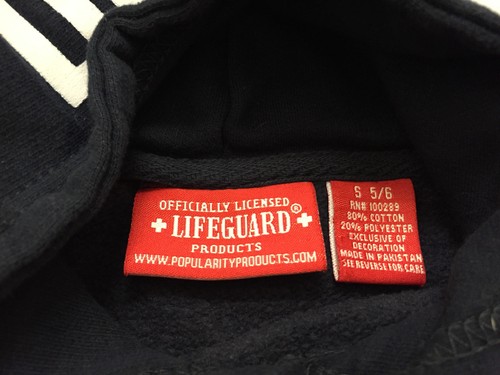 OFFICIALLY LICENSED
LIFEGUARD®
PRODUCTS
WWW.POPULARITYPRODUCTS.COM
S 5/6
RN# 100289
80% COTTON
20% POLYESTER
EXCLUSIVE OF
DECORATION
MADE IN PAKISTAN
SEE REVERSE FOR CARE